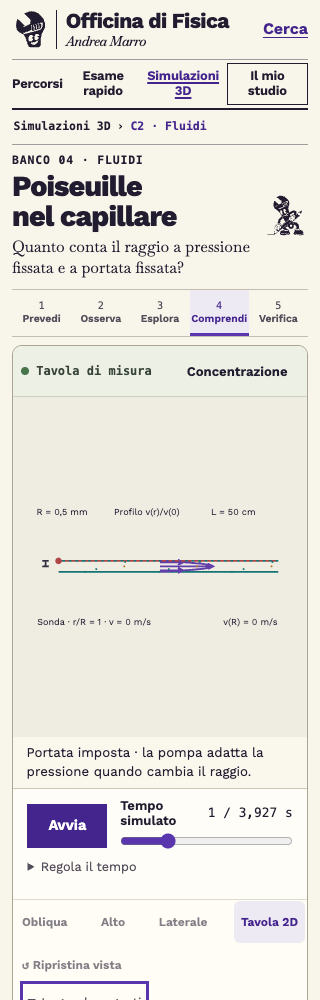 Officina di Fisica
Andrea Marro
Cerca
Percorsi
Esame rapido
Simulazioni 3D
Il mio studio
Simulazioni 3D › C2 · Fluidi
BANCO 04 · FLUIDI
Poiseuille
nel capillare
Quanto conta il raggio a pressione
fissata e a portata fissata?
1 2 3 4 5
Prevedi Osserva Esplora Comprendi Verifica
Tavola di misura Concentrazione
R = 0,5 mm Profilo v(r)/v(0) L = 50 cm
Sonda · r/R = 1 · v = 0 m/s v(R) = 0 m/s
Portata imposta · la pompa adatta la
pressione quando cambia il raggio.
Avvia
Tempo simulato
1 / 3,927 s
▶ Regola il tempo
Obliqua Alto Laterale Tavola 2D
↺ Ripristina vista